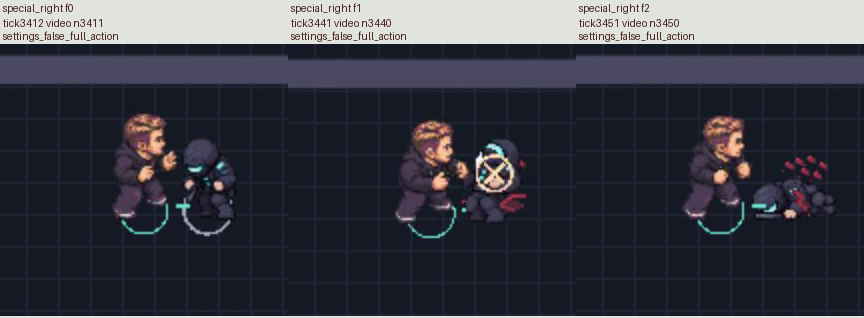 special_right f0
tick3412 video n3411
settings_false_full_action
special_right f1
tick3441 video n3440
settings_false_full_action
special_right f2
tick3451 video n3450
settings_false_full_action